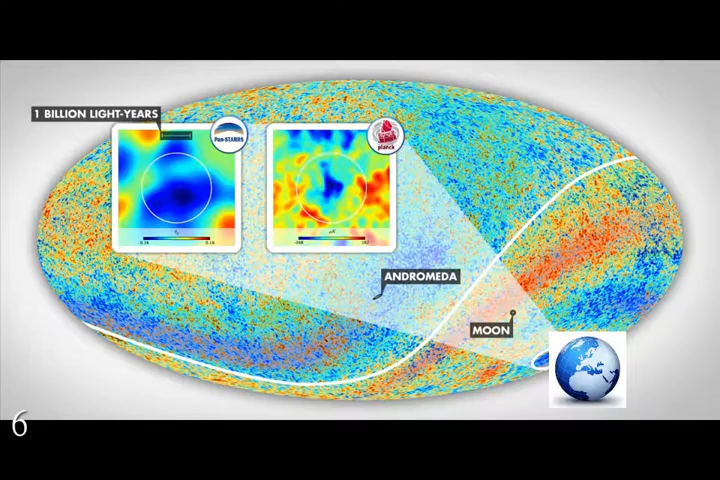 1 BILLION LIGHT-YEARS
Pan-STARRS
planck
ANDROMEDA
MOON
6